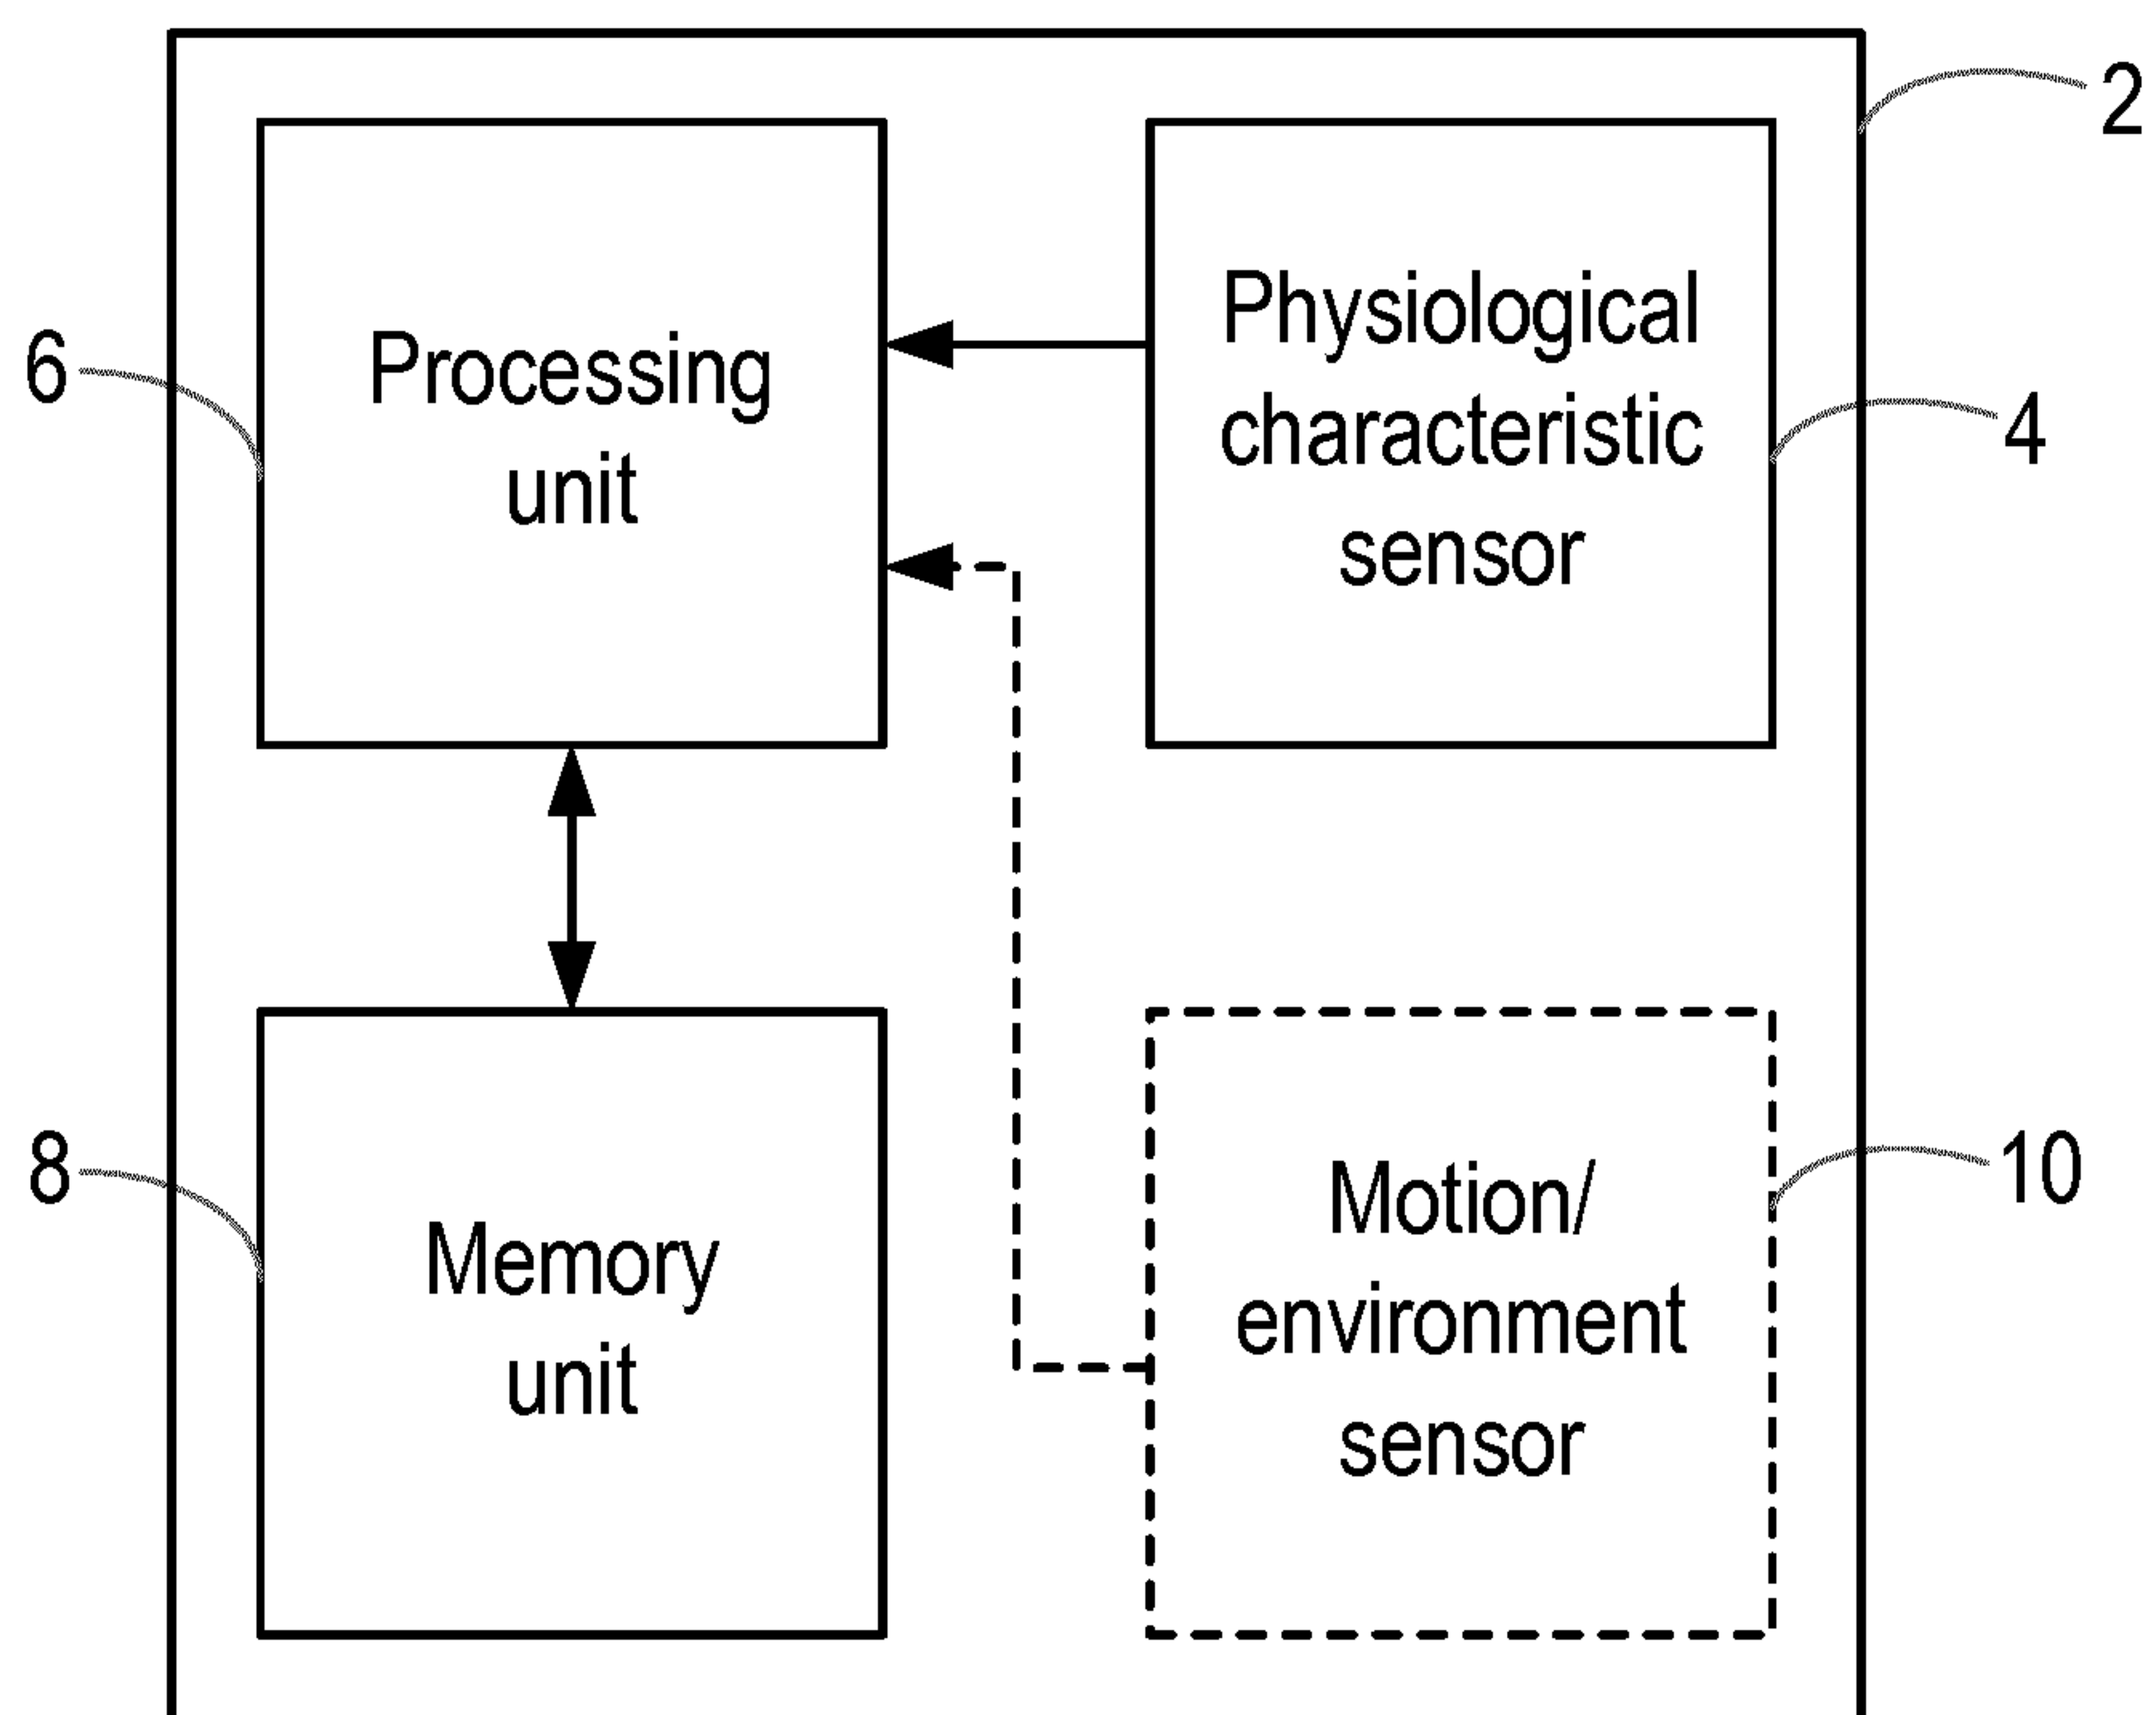 2
Processing
unit
6
Physiological
characteristic
sensor
4
Memory
unit
8
Motion/
environment
sensor
10